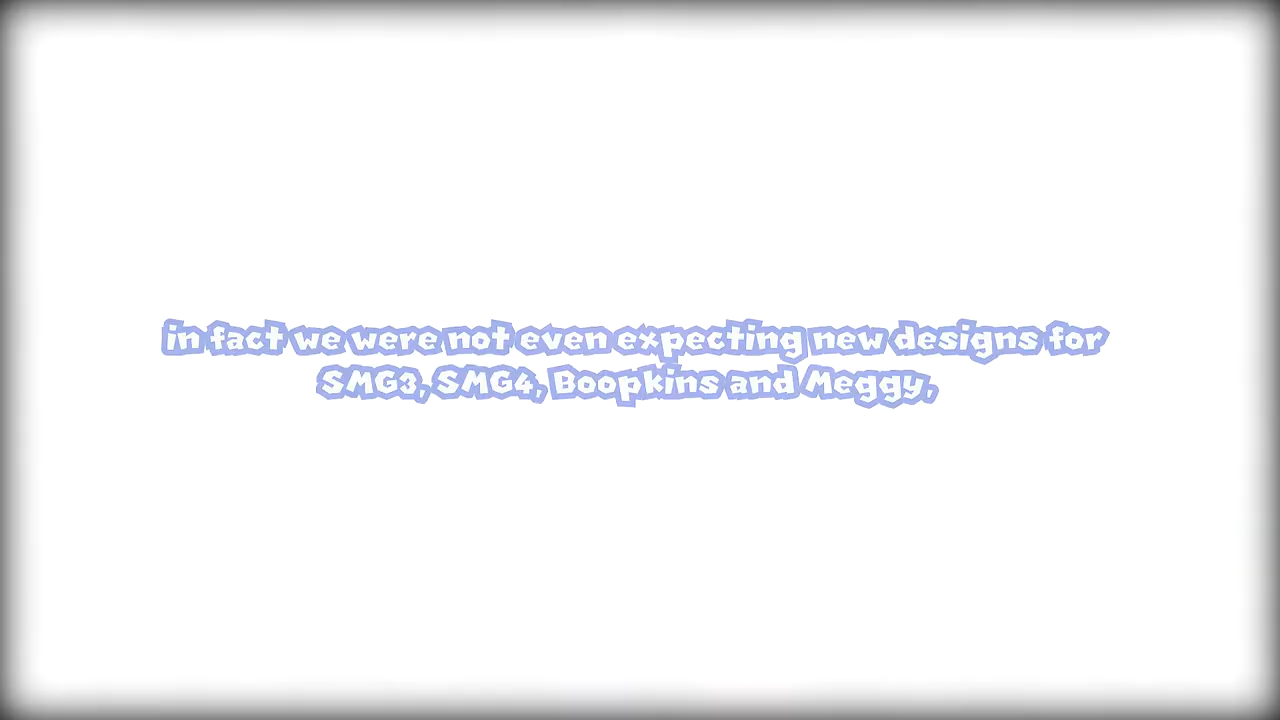 in fact we were not even expecting new designs for
SMG3, SMG4, Boopkins and Meggy,